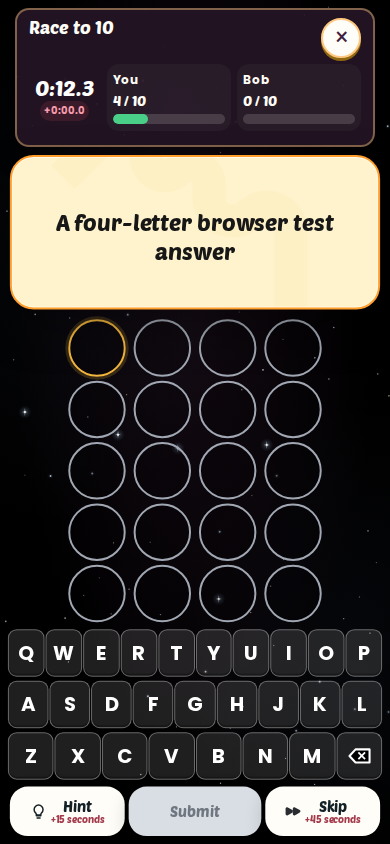 Race to 10
×
0:12.3
+0:00.0
You
4 / 10
Bob
0 / 10
A four-letter browser test
answer
Q W E R T Y U I O P
A S D F G H J K L
Z X C V B N M
Hint
+15 seconds
Submit
Skip
+45 seconds